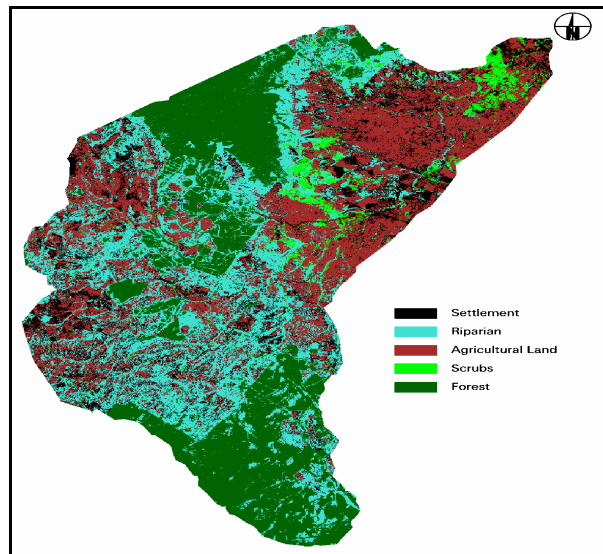 N
Settlement
Riparian
Agricultural Land
Scrubs
Forest